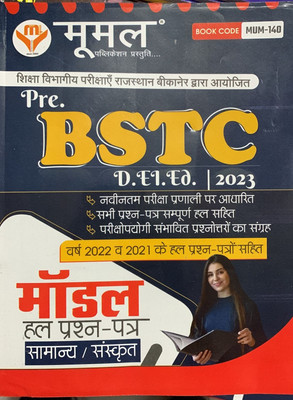 मूमल
पब्लिकेशन प्रस्तुति....
BOOK CODE MUM-140
शिक्षा विभागीय परीक्षाएँ राजस्थान बीकानेर द्वारा आयोजित
Pre.
BSTC
D.El.Ed. | 2023
नवीनतम परीक्षा प्रणाली पर आधारित
सभी प्रश्न-पत्र सम्पूर्ण हल सहित
परीक्षोपयोगी संभावित प्रश्नोत्तरों का संग्रह
वर्ष 2022 व 2021 के हल प्रश्न-पत्रों सहित
मॉडल
हल प्रश्न-पत्र
सामान्य / संस्कृत